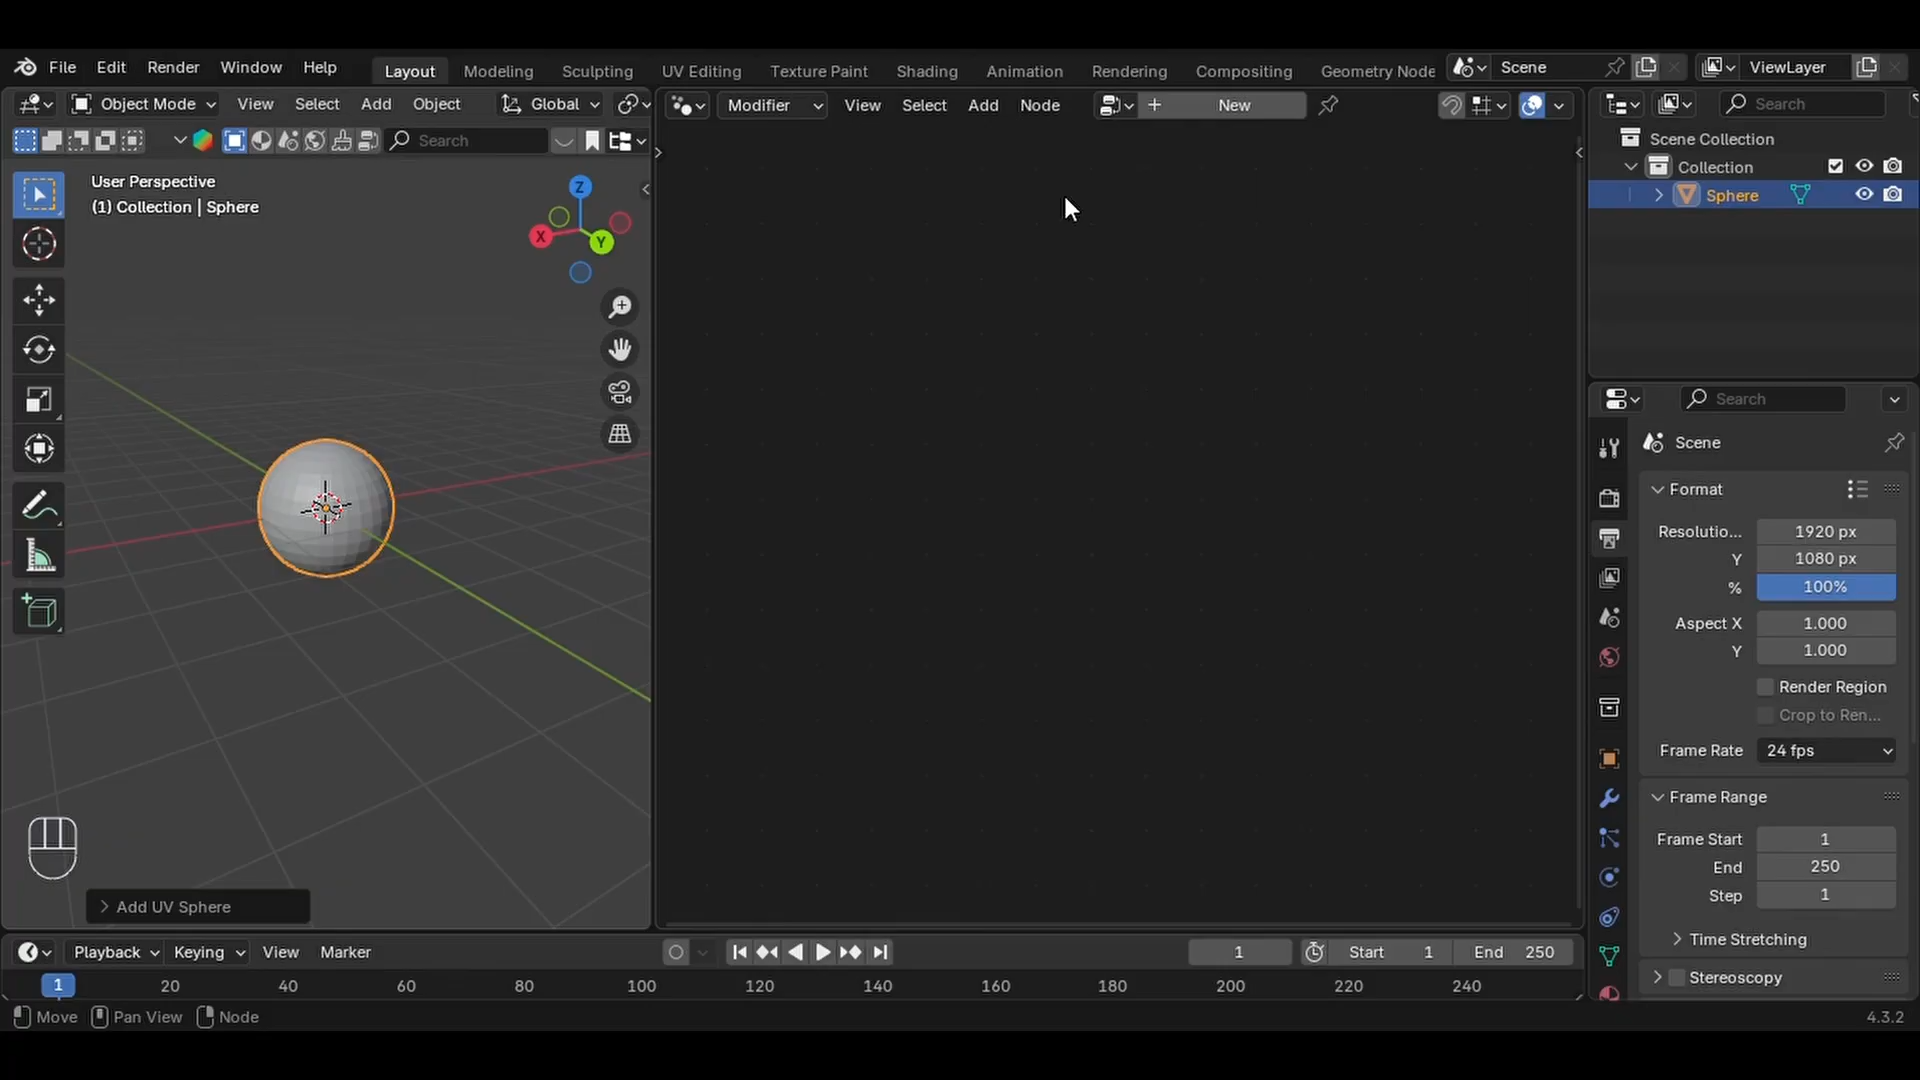 File Edit Render Window Help Layout Modeling Sculpting UV Editing Texture Paint Shading Animation Rendering Compositing Geometry Node Scene ViewLayer
Object Mode View Select Add Object Global Modifier View Select Add Node New Search
Search
User Perspective
(1) Collection | Sphere
Z
X
Y
Scene Collection
Collection
Sphere
Search
Scene
Format
Resolutio... 1920 px
Y 1080 px
% 100%
Aspect X 1.000
Y 1.000
Render Region
Crop to Ren...
Frame Rate 24 fps
Frame Range
Frame Start 1
End 250
Step 1
Time Stretching
Stereoscopy
Add UV Sphere
Playback Keying View Marker 1 Start 1 End 250
1 20 40 60 80 100 120 140 160 180 200 220 240
Move Pan View Node 4.3.2